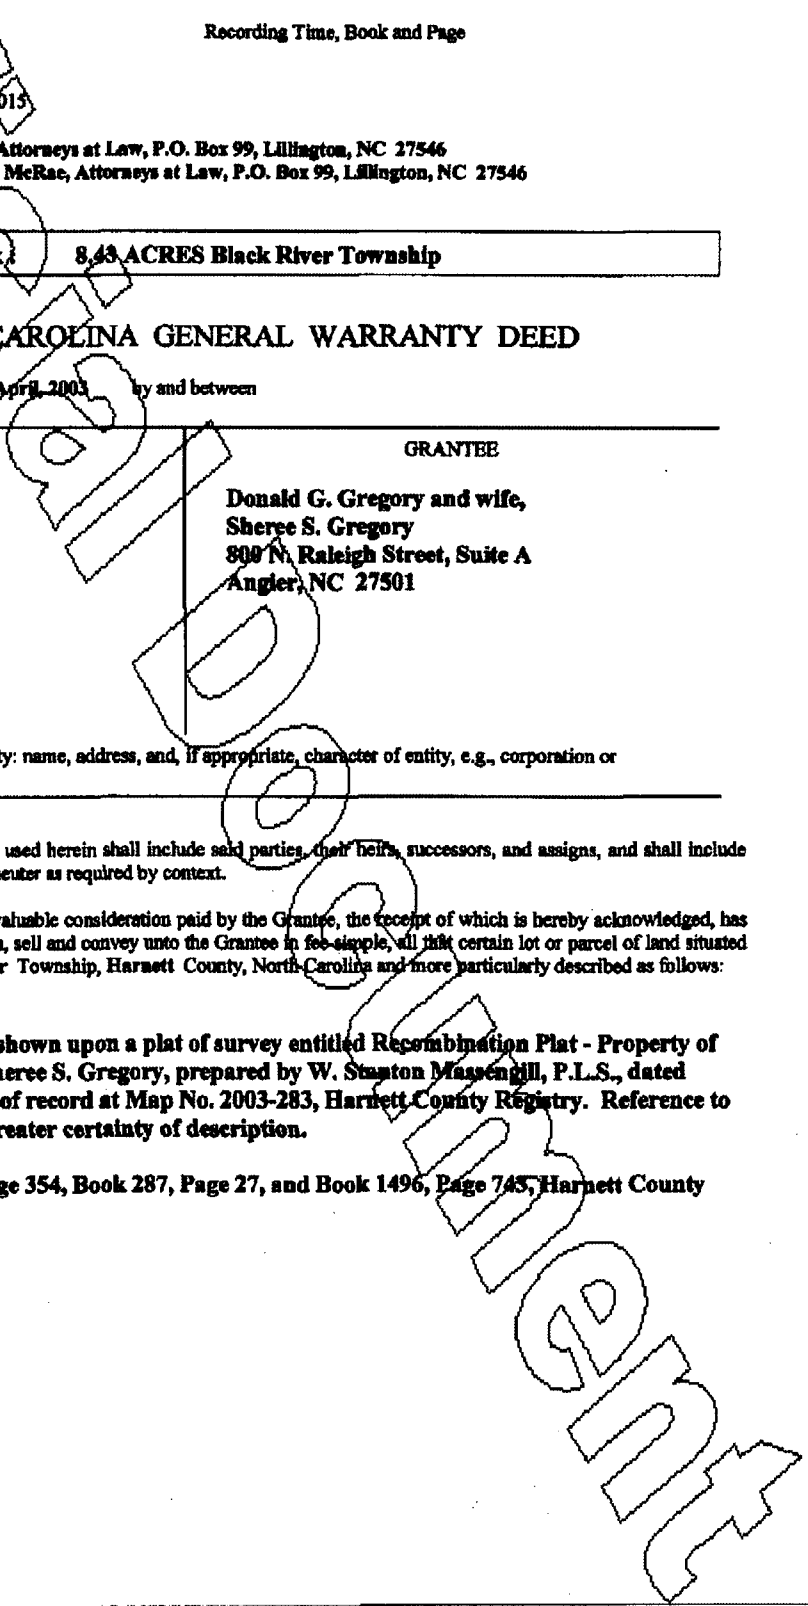 Recording Time, Book and Page
015
Attorneys at Law, P.O. Box 99, Lillington, NC 27546
McRae, Attorneys at Law, P.O. Box 99, Lillington, NC 27546
8.43 ACRES Black River Township
CAROLINA GENERAL WARRANTY DEED
April, 2003 by and between
GRANTEE
Donald G. Gregory and wife,
Sheree S. Gregory
800 N. Raleigh Street, Suite A
Angier, NC 27501
ty: name, address, and, if appropriate, character of entity, e.g., corporation or
used herein shall include said parties, their heirs, successors, and assigns, and shall include
euter as required by context.
aluable consideration paid by the Grantee, the receipt of which is hereby acknowledged, has
, sell and convey unto the Grantee in fee simple, all that certain lot or parcel of land situated
r Township, Harnett County, North Carolina and more particularly described as follows:
shown upon a plat of survey entitled Recombination Plat - Property of
heree S. Gregory, prepared by W. Stanton Massengill, P.L.S., dated
of record at Map No. 2003-283, Harnett County Registry. Reference to
reater certainty of description.
ge 354, Book 287, Page 27, and Book 1496, Page 745, Harnett County
ial Document